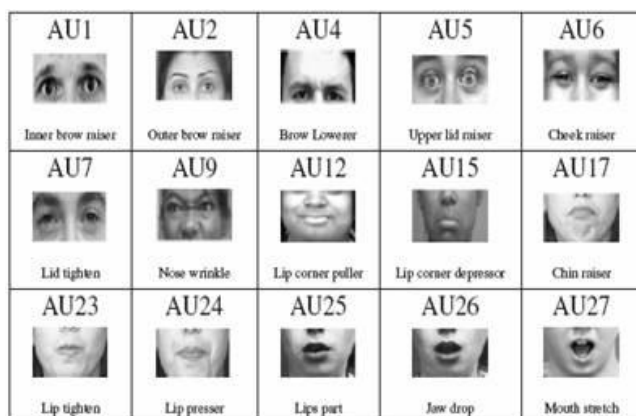 AU1 AU2 AU4 AU5 AU6
Inner brow raiser Outer brow raiser Brow Lowerer Upper lid raiser Cheek raiser
AU7 AU9 AU12 AU15 AU17
Lid tighten Nose wrinkle Lip corner puller Lip corner depressor Chin raiser
AU23 AU24 AU25 AU26 AU27
Lip tighten Lip presser Lips part Jaw drop Mouth stretch